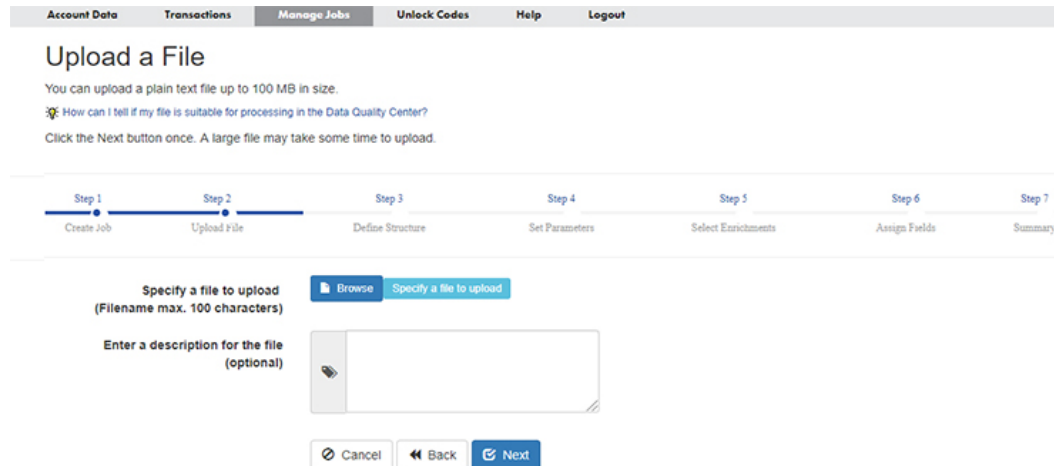 Account Data Transactions Manage Jobs Unlock Codes Help Logout
Upload a File
You can upload a plain text file up to 100 MB in size.
How can I tell if my file is suitable for processing in the Data Quality Center?
Click the Next button once. A large file may take some time to upload.
Step 1 Step 2 Step 3 Step 4 Step 5 Step 6 Step 7
Create Job Upload File Define Structure Set Parameters Select Enrichments Assign Fields Summary
Specify a file to upload Browse Specify a file to upload
(Filename max. 100 characters)
Enter a description for the file
(optional)
Cancel Back Next